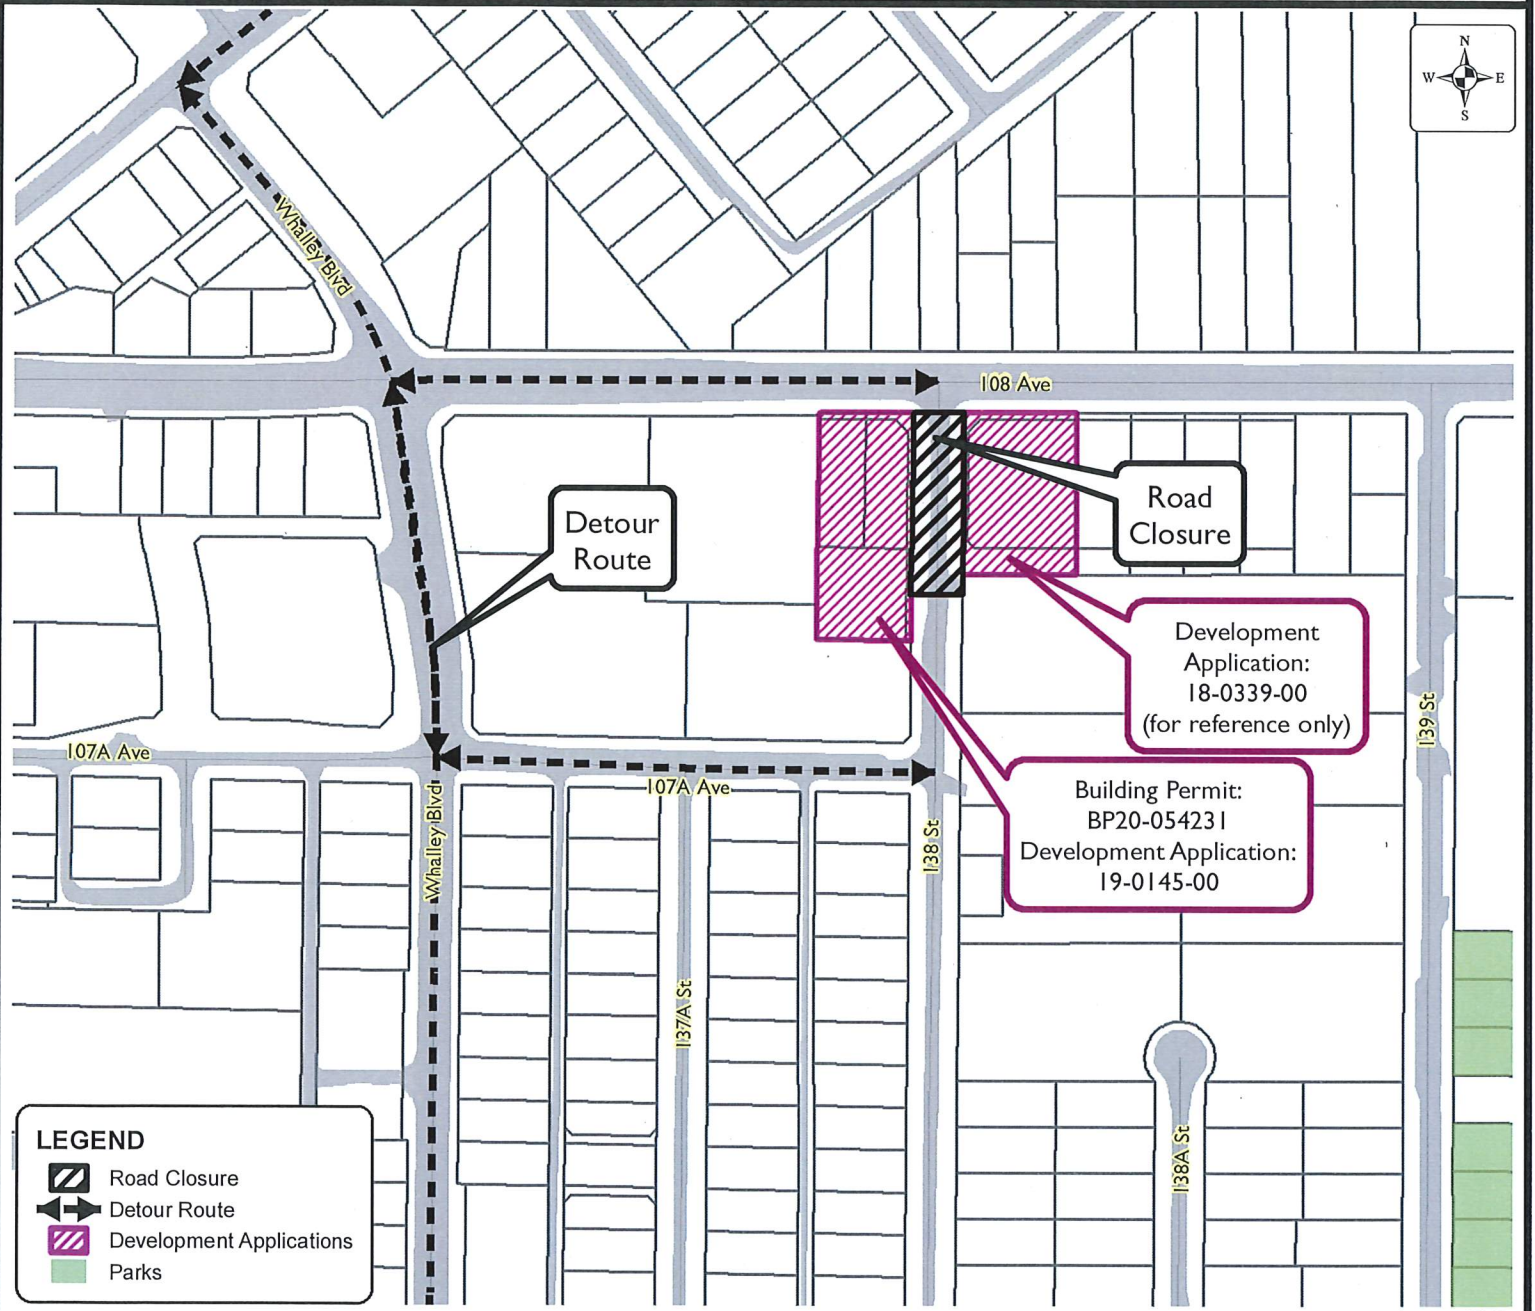 N
W E
S
Whalley Blvd
108 Ave
Road
Closure
Detour
Route
Development
Application:
18-0339-00
(for reference only)
139 St
107A Ave
107A Ave
Building Permit:
BP20-054231
Development Application:
19-0145-00
Whalley Blvd
138 St
137A St
138A St
LEGEND
Road Closure
Detour Route
Development Applications
Parks